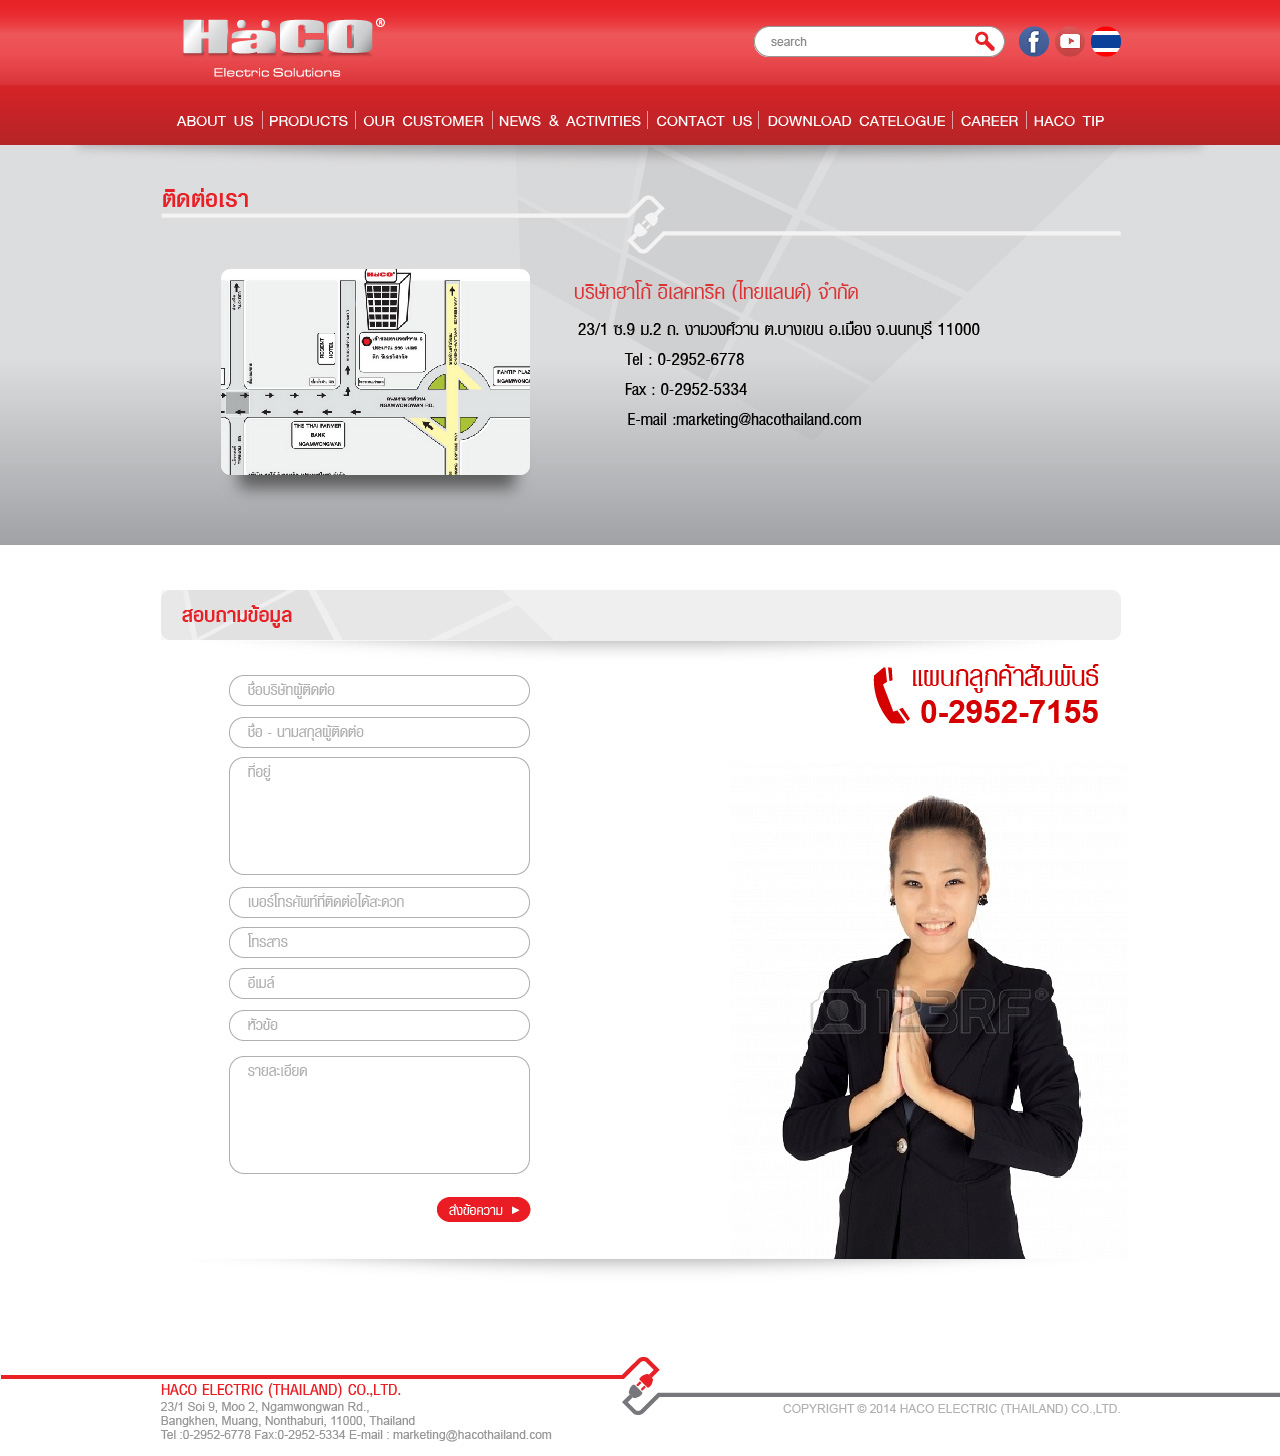 HäCO®
Electric Solutions
search
ABOUT US PRODUCTS OUR CUSTOMER NEWS & ACTIVITIES CONTACT US DOWNLOAD CATELOGUE CAREER HACO TIP
ติดต่อเรา
HäCO
REGENT HOTEL
PANTIP PLAZ
NGAMWONGWA
NGAMWONGWAN RD.
THE THAI FARMER
BANK
NGAMWONGWAN
บริษัทฮาโก้ อิเลคทริค (ไทยแลนด์) จำกัด
23/1 ซ.9 ม.2 ถ. งามวงศ์วาน ต.บางเขน อ.เมือง จ.นนทบุรี 11000
Tel : 0-2952-6778
Fax : 0-2952-5334
E-mail :marketing@hacothailand.com
สอบถามข้อมูล
แผนกลูกค้าสัมพันธ์
0-2952-7155
ชื่อบริษัทผู้ติดต่อ
ชื่อ - นามสกุลผู้ติดต่อ
ที่อยู่
เบอร์โทรศัพท์ที่ติดต่อได้สะดวก
โทรสาร
อีเมล์
หัวข้อ
รายละเอียด
ส่งข้อความ
123RF®
HACO ELECTRIC (THAILAND) CO.,LTD.
23/1 Soi 9, Moo 2, Ngamwongwan Rd.,
Bangkhen, Muang, Nonthaburi, 11000, Thailand
Tel :0-2952-6778 Fax:0-2952-5334 E-mail : marketing@hacothailand.com
COPYRIGHT © 2014 HACO ELECTRIC (THAILAND) CO.,LTD.